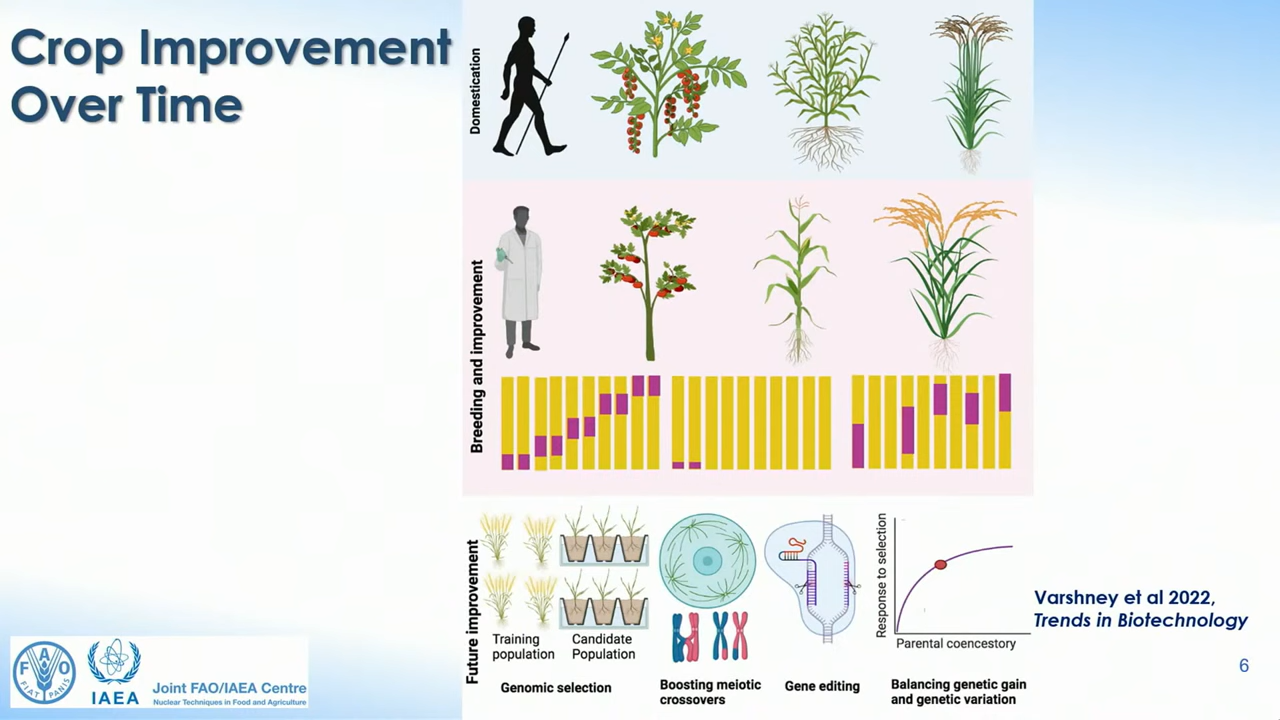 Crop Improvement
Over Time
Domestication
Breeding and improvement
Future improvement
Training
population
Candidate
Population
Genomic selection
Boosting meiotic
crossovers
Gene editing
Response to selection
Parental coencestory
Balancing genetic gain
and genetic variation
Varshney et al 2022,
Trends in Biotechnology
6
F A O
FIAT PANIS
IAEA
Joint FAO/IAEA Centre
Nuclear Techniques in Food and Agriculture